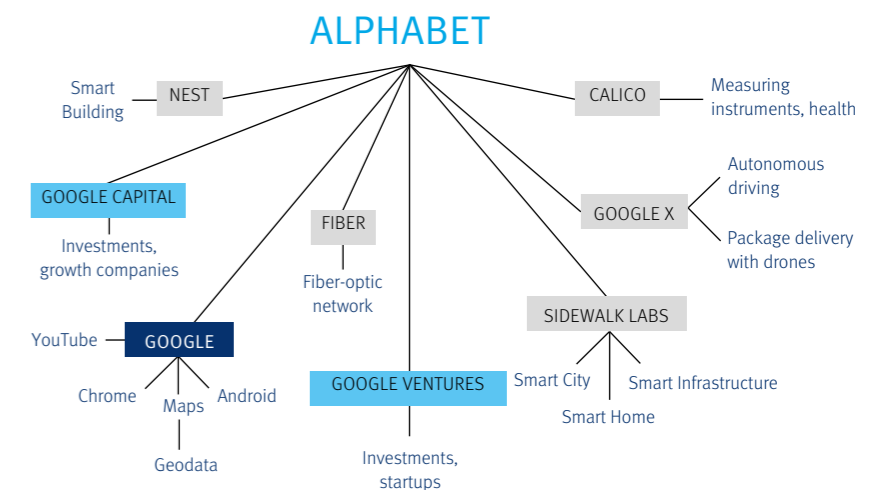 ALPHABET
Smart
Building
NEST
CALICO
Measuring
instruments, health
GOOGLE CAPITAL
Investments,
growth companies
FIBER
Fiber-optic
network
GOOGLE X
Autonomous
driving
Package delivery
with drones
SIDEWALK LABS
Smart City
Smart Home
Smart Infrastructure
YouTube
GOOGLE
Chrome
Maps
Android
Geodata
GOOGLE VENTURES
Investments,
startups